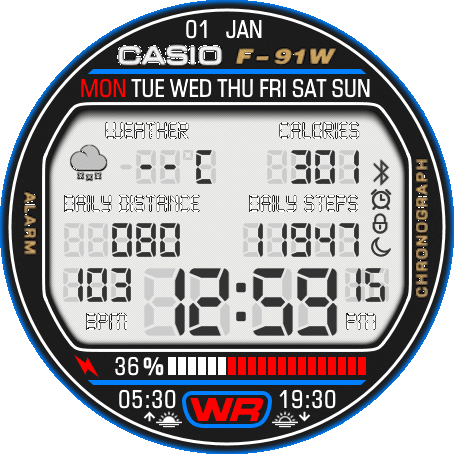 01 JAN
CASIO F-91W
MON TUE WED THU FRI SAT SUN
WEATHER CALORIES
--°C 301
DAILY DISTANCE DAILY STEPS
080 11947
103 12:59 15
BPM PM
ALARM
CHRONOGRAPH
36%
05:30 WR 19:30